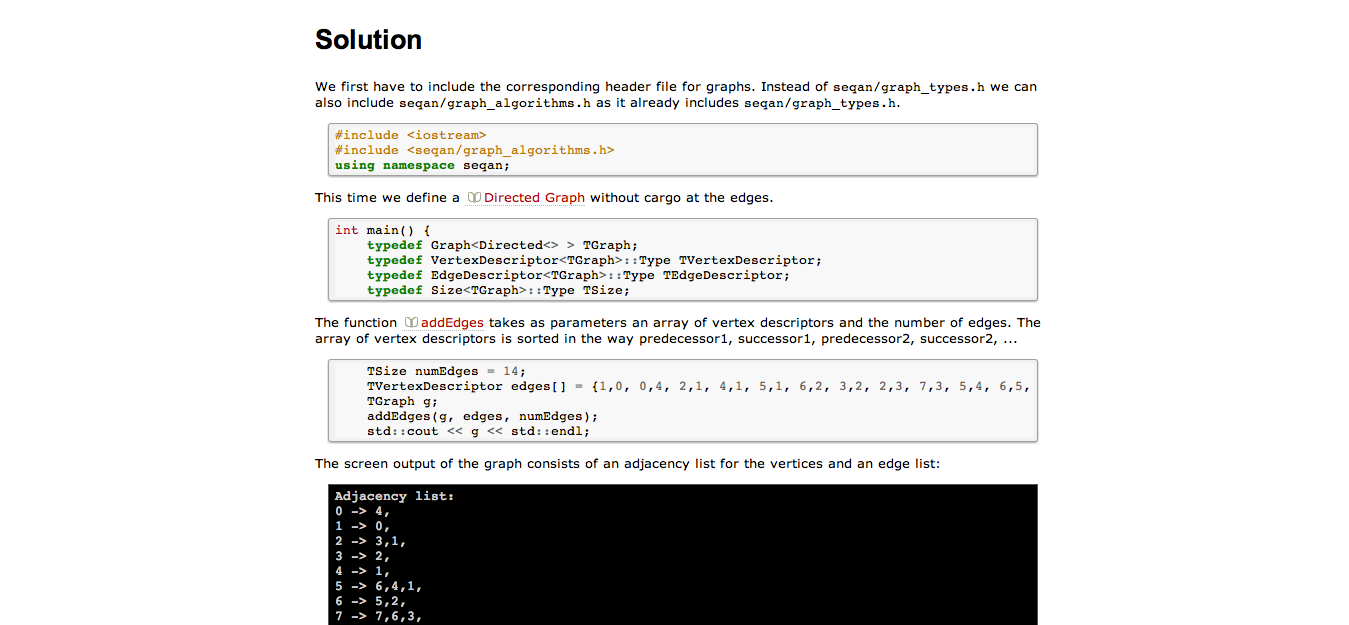 Solution
We first have to include the corresponding header file for graphs. Instead of seqan/graph_types.h we can
also include seqan/graph_algorithms.h as it already includes seqan/graph_types.h.
#include <iostream>
#include <seqan/graph_algorithms.h>
using namespace seqan;
This time we define a Directed Graph without cargo at the edges.
int main() {
    typedef Graph<Directed<> > TGraph;
    typedef VertexDescriptor<TGraph>::Type TVertexDescriptor;
    typedef EdgeDescriptor<TGraph>::Type TEdgeDescriptor;
    typedef Size<TGraph>::Type TSize;
The function addEdges takes as parameters an array of vertex descriptors and the number of edges. The
array of vertex descriptors is sorted in the way predecessor1, successor1, predecessor2, successor2, ...
    TSize numEdges = 14;
    TVertexDescriptor edges[] = {1,0, 0,4, 2,1, 4,1, 5,1, 6,2, 3,2, 2,3, 7,3, 5,4, 6,5,
    TGraph g;
    addEdges(g, edges, numEdges);
    std::cout << g << std::endl;
The screen output of the graph consists of an adjacency list for the vertices and an edge list:
Adjacency list:
0 -> 4,
1 -> 0,
2 -> 3,1,
3 -> 2,
4 -> 1,
5 -> 6,4,1,
6 -> 5,2,
7 -> 7,6,3,